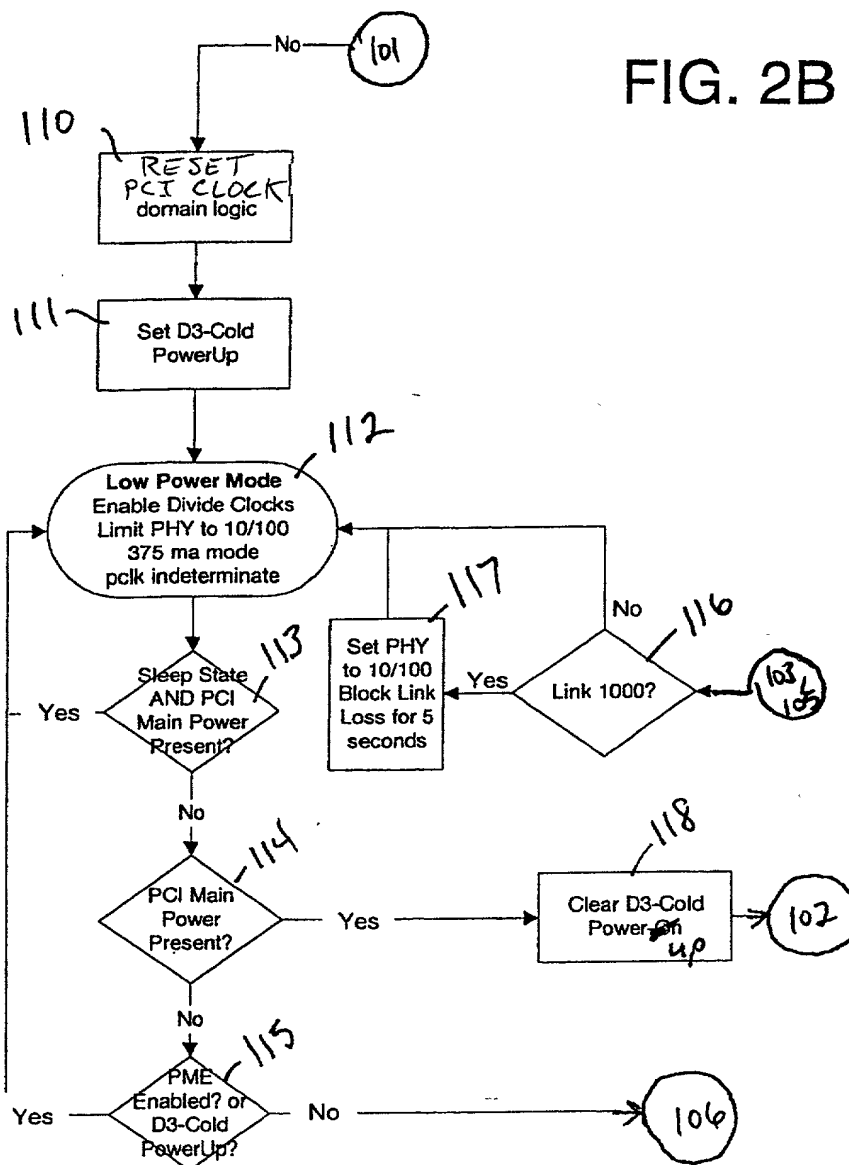 No
101
FIG. 2B
110
RESET
PCI CLOCK
domain logic
111
Set D3-Cold
PowerUp
112
Low Power Mode
Enable Divide Clocks
Limit PHY to 10/100
375 ma mode
pclk indeterminate
113
Sleep State
AND PCI
Main Power
Present?
Yes
No
117
Set PHY
to 10/100
Block Link
Loss for 5
seconds
Yes
No
116
Link 1000?
103
105
114
PCI Main
Power
Present?
Yes
No
118
Clear D3-Cold
Power-On
up
102
115
PME
Enabled? or
D3-Cold
PowerUp?
Yes
No
106